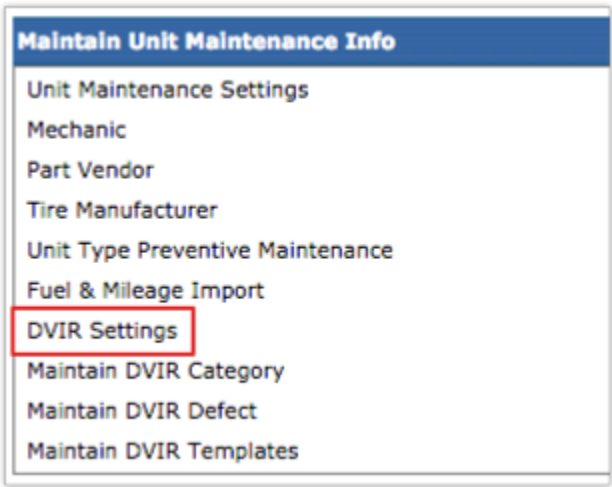 Maintain Unit Maintenance Info
Unit Maintenance Settings
Mechanic
Part Vendor
Tire Manufacturer
Unit Type Preventive Maintenance
Fuel & Mileage Import
DVIR Settings
Maintain DVIR Category
Maintain DVIR Defect
Maintain DVIR Templates